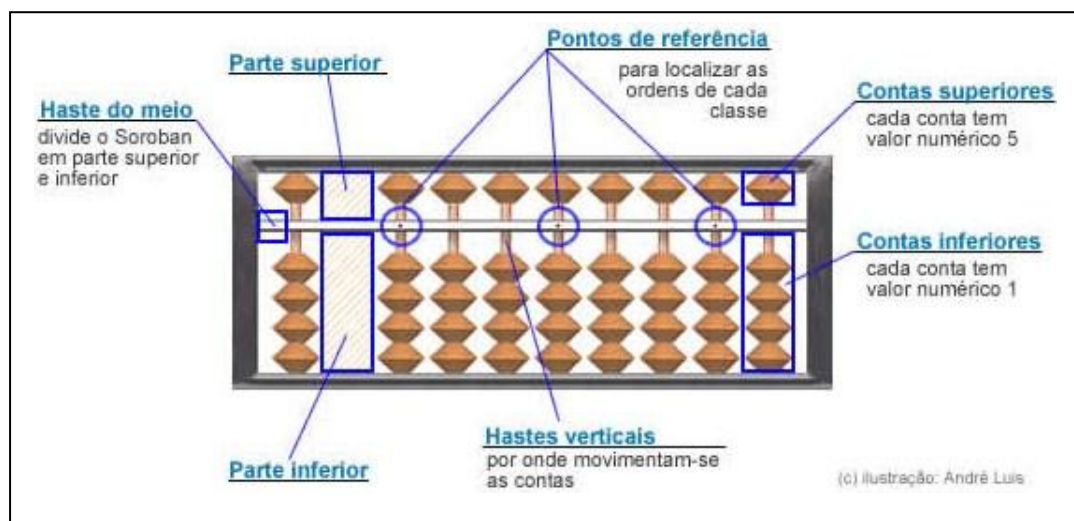 Pontos de referência
para localizar as
ordens de cada
classe
Parte superior
Haste do meio
divide o Soroban
em parte superior
e inferior
Contas superiores
cada conta tem
valor numérico 5
Contas inferiores
cada conta tem
valor numérico 1
Hastes verticais
por onde movimentam-se
as contas
Parte inferior
(c) ilustração: André Luis